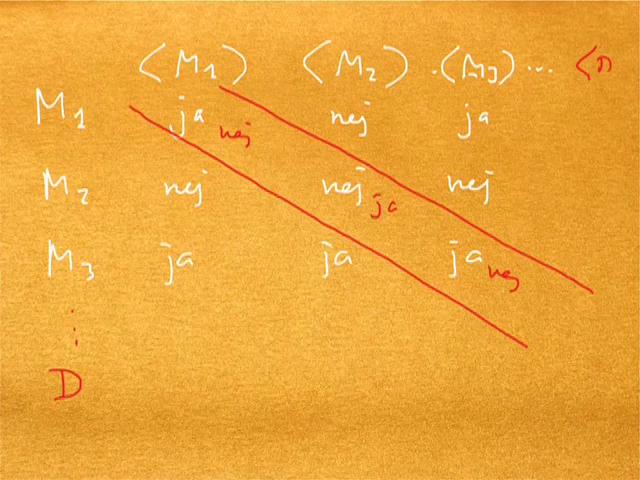 ⟨M₁⟩ ⟨M₂⟩ ⟨M₃⟩ ...
M₁ ja nej nej ja
M₂ nej nej ja nej
M₃ ja ja ja nej
⋮
D